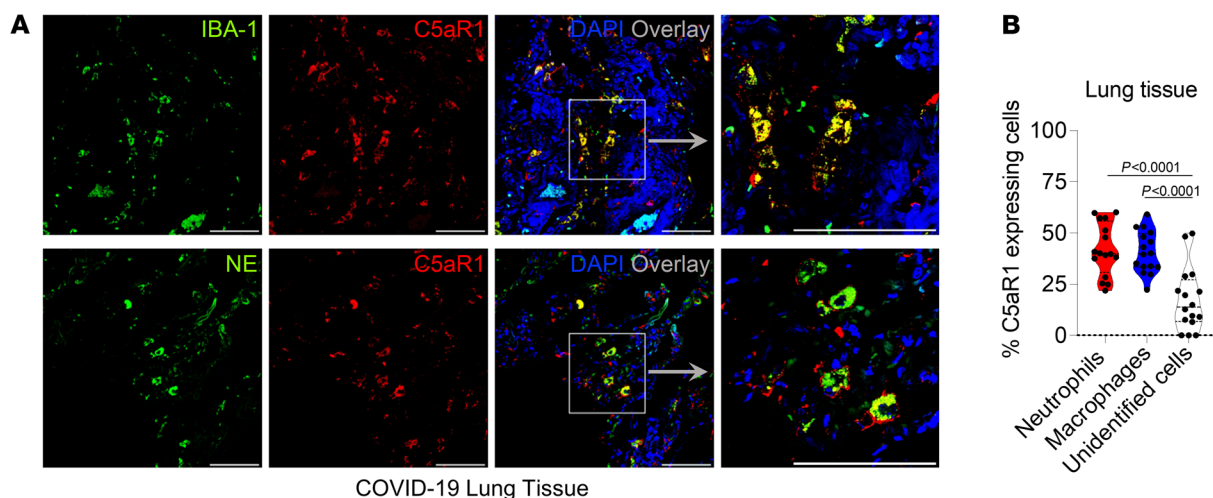 A
IBA-1
C5aR1
DAPI Overlay
NE
C5aR1
DAPI Overlay
COVID-19 Lung Tissue
B
Lung tissue
% C5aR1 expressing cells
100
75
50
25
0
P<0.0001
P<0.0001
Neutrophils
Macrophages
Unidentified cells